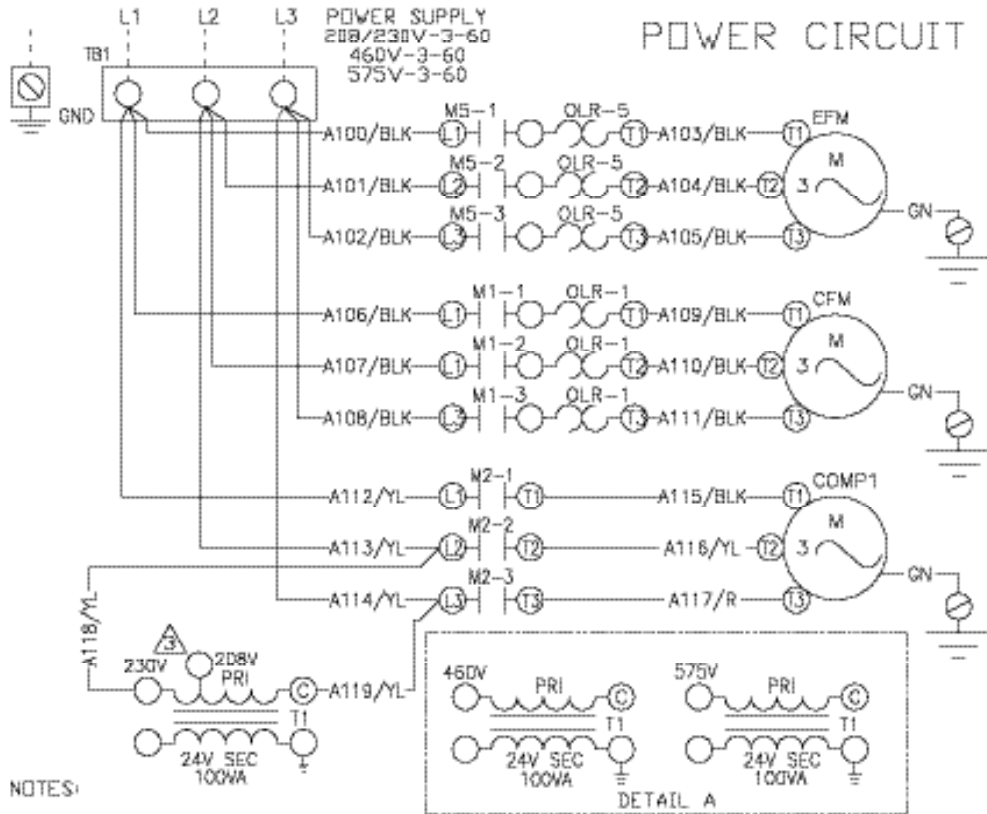 L1 L2 L3 POWER SUPPLY
208/230V-3-60
460V-3-60
575V-3-60
POWER CIRCUIT
TB1
GND
M5-1 OLR-5 EFM
A100/BLK L1 T1 A103/BLK T1
M5-2 OLR-5 M
A101/BLK L2 T2 A104/BLK T2 3
M5-3 OLR-5 GN
A102/BLK L3 T3 A105/BLK T3
M1-1 OLR-1 CFM
A106/BLK L1 T1 A109/BLK T1
M1-2 OLR-1 M
A107/BLK L1 T2 A110/BLK T2 3
M1-3 OLR-1 GN
A108/BLK L3 T3 A111/BLK T3
M2-1 COMP1
A112/YL L1 T1 A115/BLK T1
M2-2 M
A113/YL L2 T2 A116/YL T2 3
M2-3 GN
A114/YL L3 T3 A117/R T3
A118/YL
3
230V 208V
PRI C A119/YL
T1
24V SEC
100VA
460V
PRI C
T1
24V SEC
100VA
575V
PRI C
T1
24V SEC
100VA
DETAIL A
NOTES: